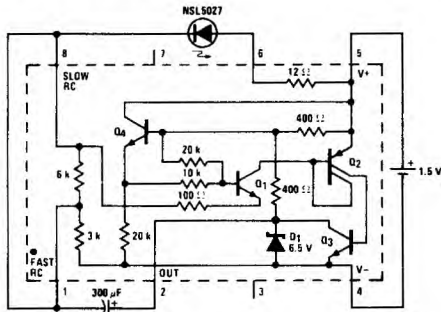 NSL5027
8
7
6
5
SLOW
RC
12 Ω
V+
400 Ω
Q4
20 k
10 k
100 Ω
Q1
400 Ω
Q2
1.5 V
+
6 k
3 k
20 k
D1
6.5 V
Q3
FAST
RC
OUT
V−
1
300 µF
+
2
3
4